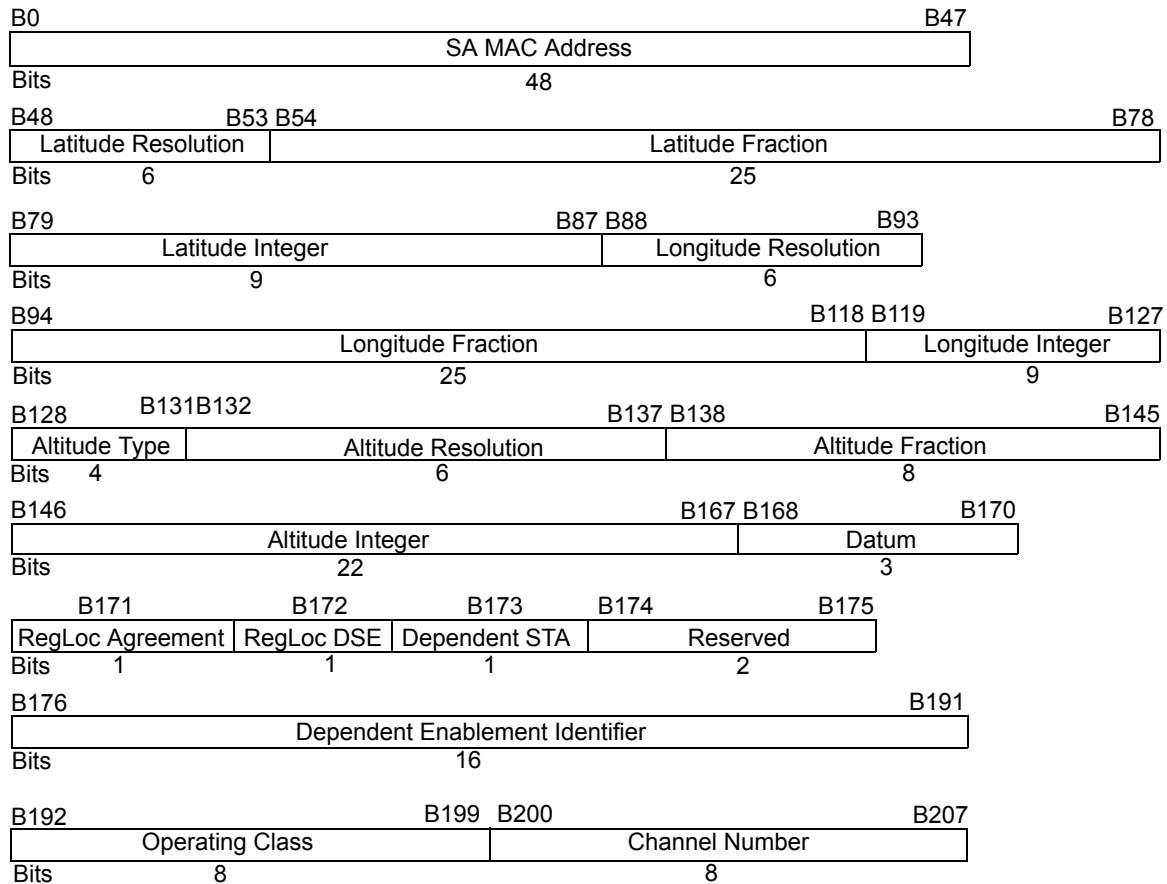 B0 B47
SA MAC Address
Bits 48
B48 B53 B54 B78
Latitude Resolution Latitude Fraction
Bits 6 25
B79 B87 B88 B93
Latitude Integer Longitude Resolution
Bits 9 6
B94 B118 B119 B127
Longitude Fraction Longitude Integer
Bits 25 9
B128 B131B132 B137 B138 B145
Altitude Type Altitude Resolution Altitude Fraction
Bits 4 6 8
B146 B167 B168 B170
Altitude Integer Datum
Bits 22 3
B171 B172 B173 B174 B175
RegLoc Agreement RegLoc DSE Dependent STA Reserved
Bits 1 1 1 2
B176 B191
Dependent Enablement Identifier
Bits 16
B192 B199 B200 B207
Operating Class Channel Number
Bits 8 8